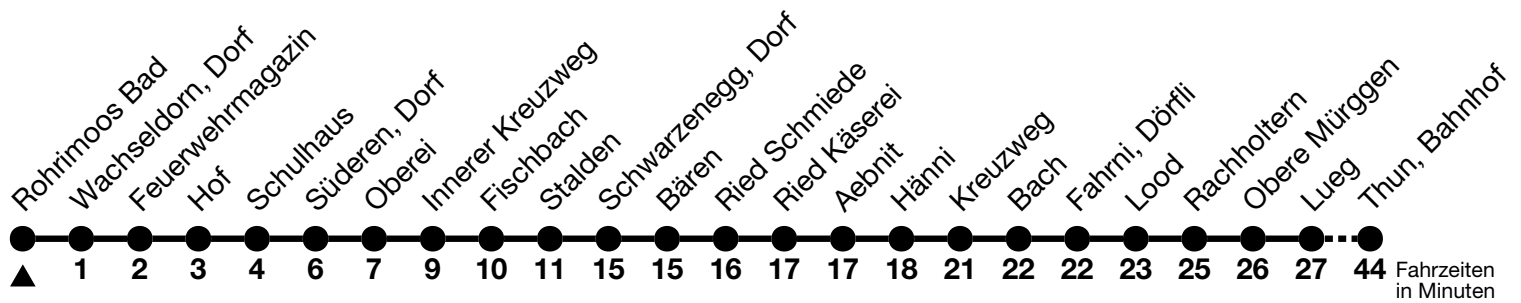 Rohrimoos Bad
Wachseldorn, Dorf
Feuerwehrmagazin
Hof
Schulhaus
Süderen, Dorf
Oberei
Innerer Kreuzweg
Fischbach
Stalden
Schwarzenegg, Dorf
Bären
Ried Schmiede
Ried Käserei
Aebnit
Hänni
Kreuzweg
Bach
Fahrni, Dörfli
Lood
Rachholtern
Obere Mürggen
Lueg
Thun, Bahnhof
1 2 3 4 6 7 9 10 11 15 15 16 17 17 18 21 22 22 23 25 26 27 44 Fahrzeiten
in Minuten